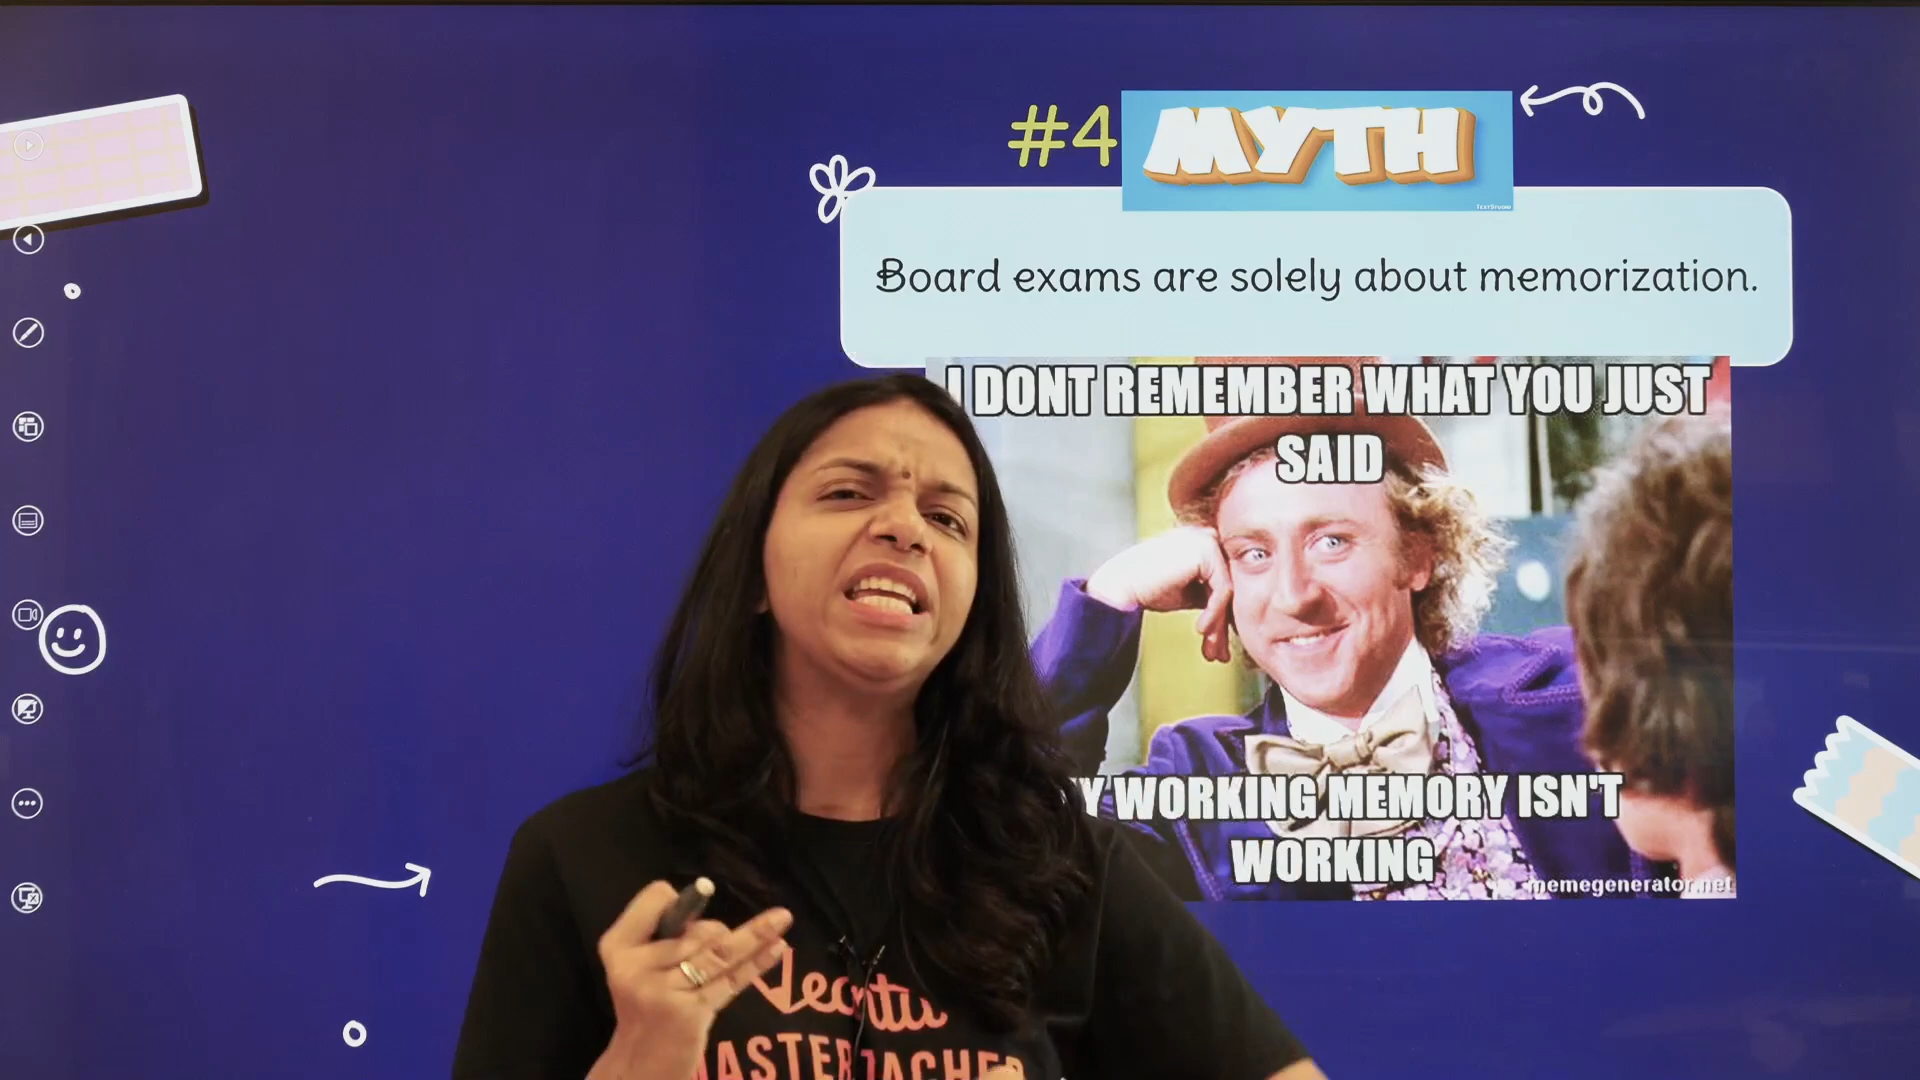 #4 MYTH
TEXTSTUDIO
Board exams are solely about memorization.
I DONT REMEMBER WHAT YOU JUST
SAID
WORKING MEMORY ISN'T
WORKING
memegenerator.net